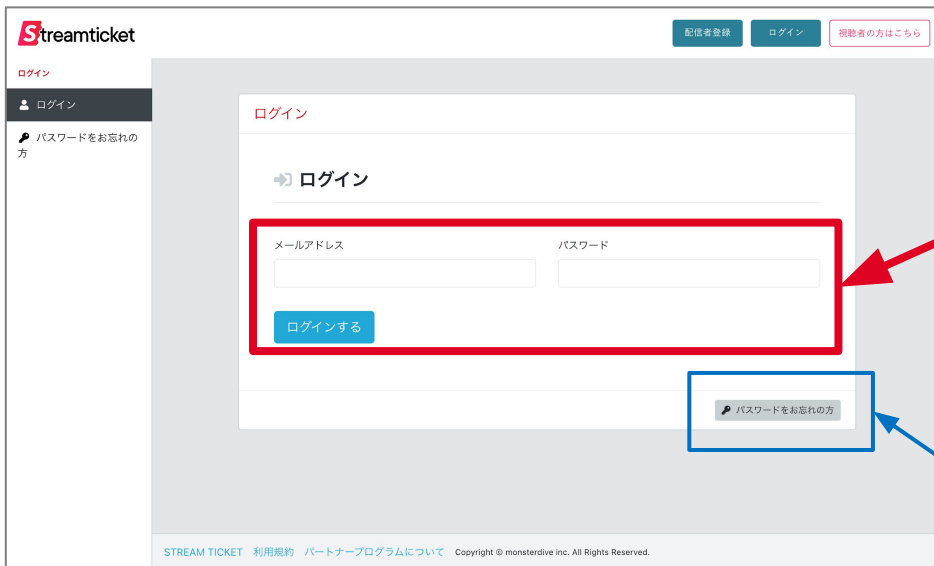 Streamticket
配信者登録
ログイン
視聴者の方はこちら
ログイン
ログイン
パスワードをお忘れの
方
ログイン
ログイン
メールアドレス
パスワード
ログインする
パスワードをお忘れの方
STREAM TICKET 利用規約 パートナープログラムについて Copyright © monsterdive inc. All Rights Reserved.